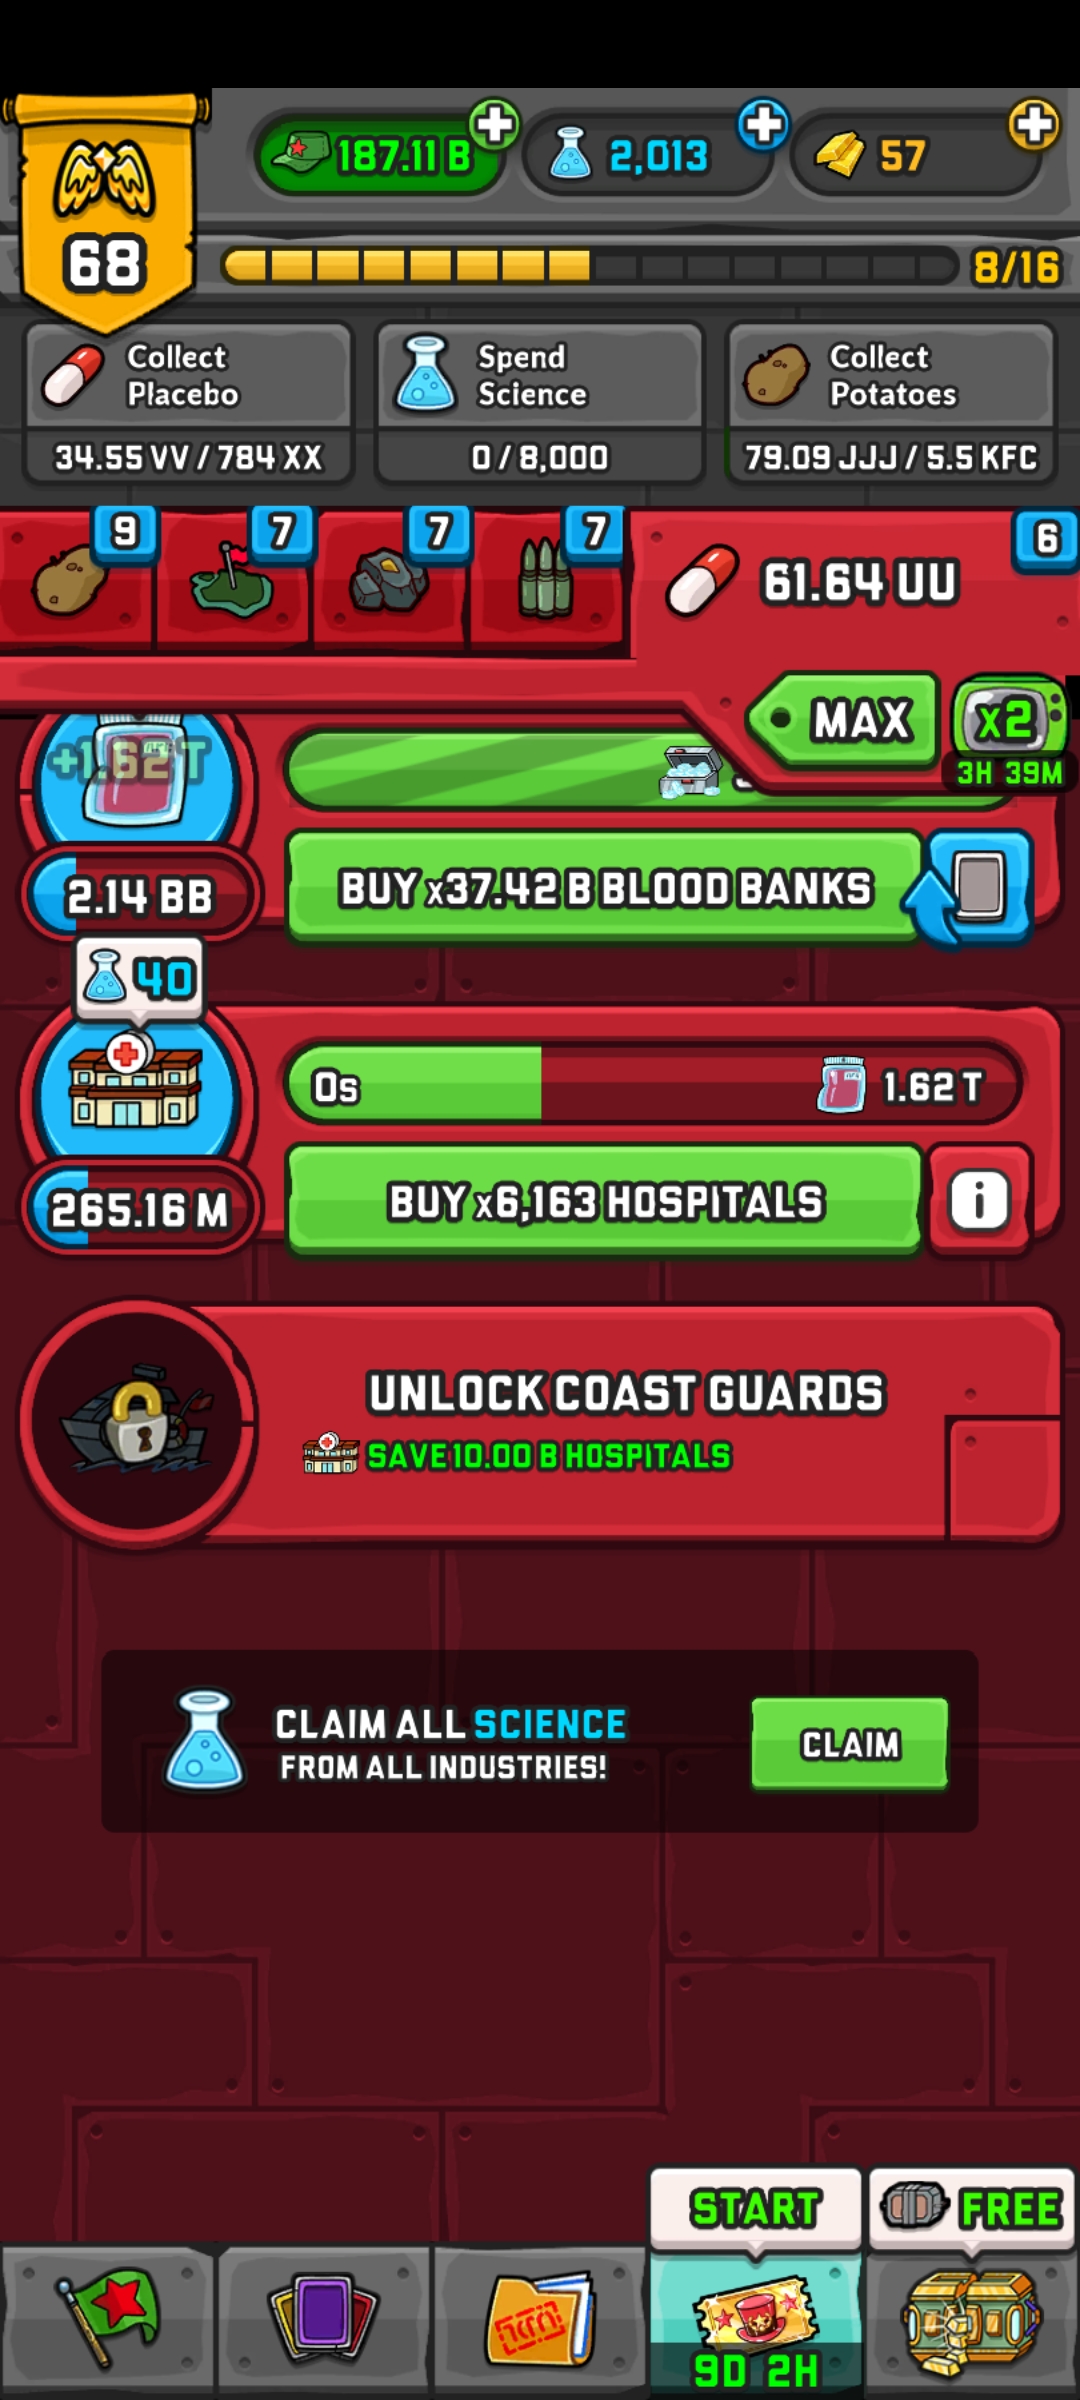 187.11 B
2,013
57
68
8/16
Collect
Placebo
34.55 VV / 784 XX
Spend
Science
0 / 8,000
Collect
Potatoes
79.09 JJJ / 5.5 KFC
9
7
7
7
6
61.64 UU
MAX
x2
3H 39M
+1.62 T
BUY x37.42 B BLOOD BANKS
2.14 BB
40
0s
1.62 T
BUY x6,163 HOSPITALS
i
265.16 M
UNLOCK COAST GUARDS
SAVE 10.00 B HOSPITALS
CLAIM ALL SCIENCE
FROM ALL INDUSTRIES!
CLAIM
START
FREE
9D 2H